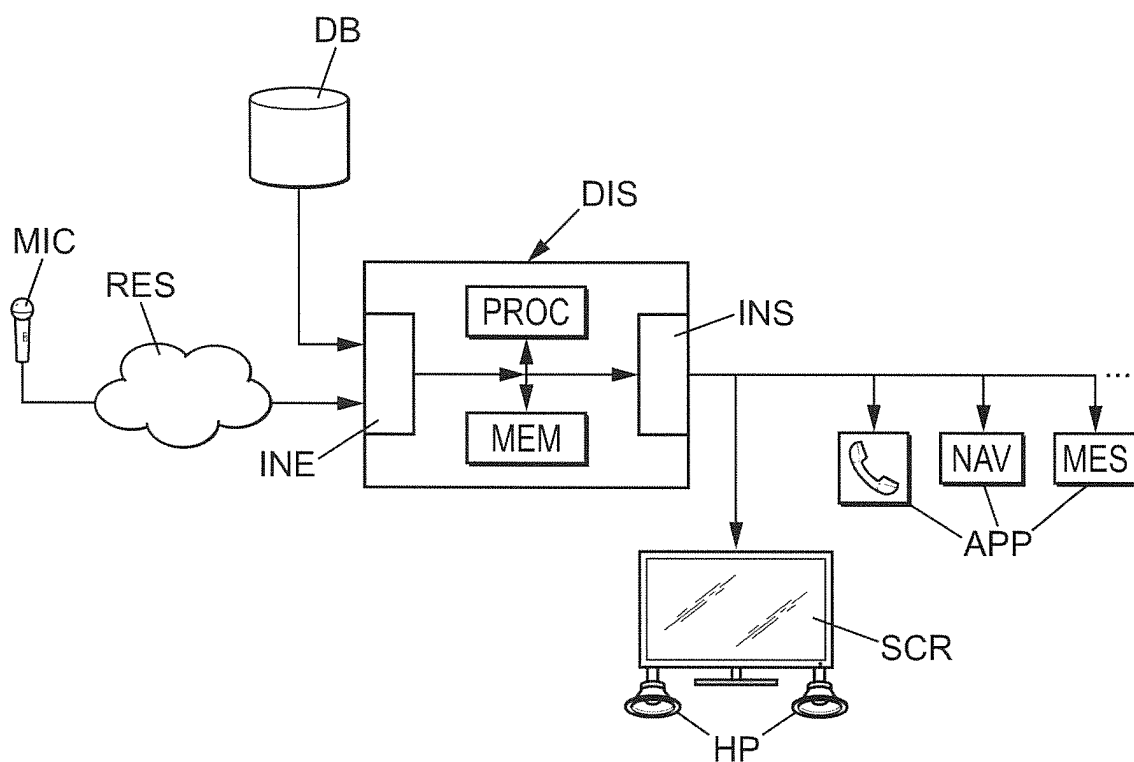 DB
DIS
MIC
RES
PROC
INS
...
INE
MEM
NAV
MES
APP
SCR
HP